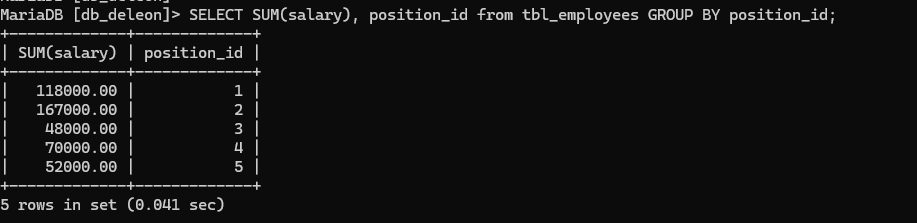 MariaDB [db_deleon]> SELECT SUM(salary), position_id from tbl_employees GROUP BY position_id;
+-------------+-------------+
| SUM(salary) | position_id |
+-------------+-------------+
|   118000.00 |           1 |
|   167000.00 |           2 |
|    48000.00 |           3 |
|    70000.00 |           4 |
|    52000.00 |           5 |
+-------------+-------------+
5 rows in set (0.041 sec)